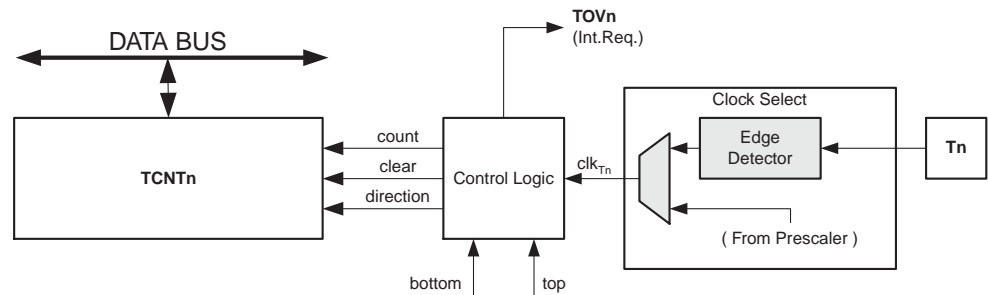 TOVn
(Int.Req.)
DATA BUS
Clock Select
count
Edge
Detector
Tn
TCNTn
clear
Control Logic
clkTn
direction
( From Prescaler )
bottom
top